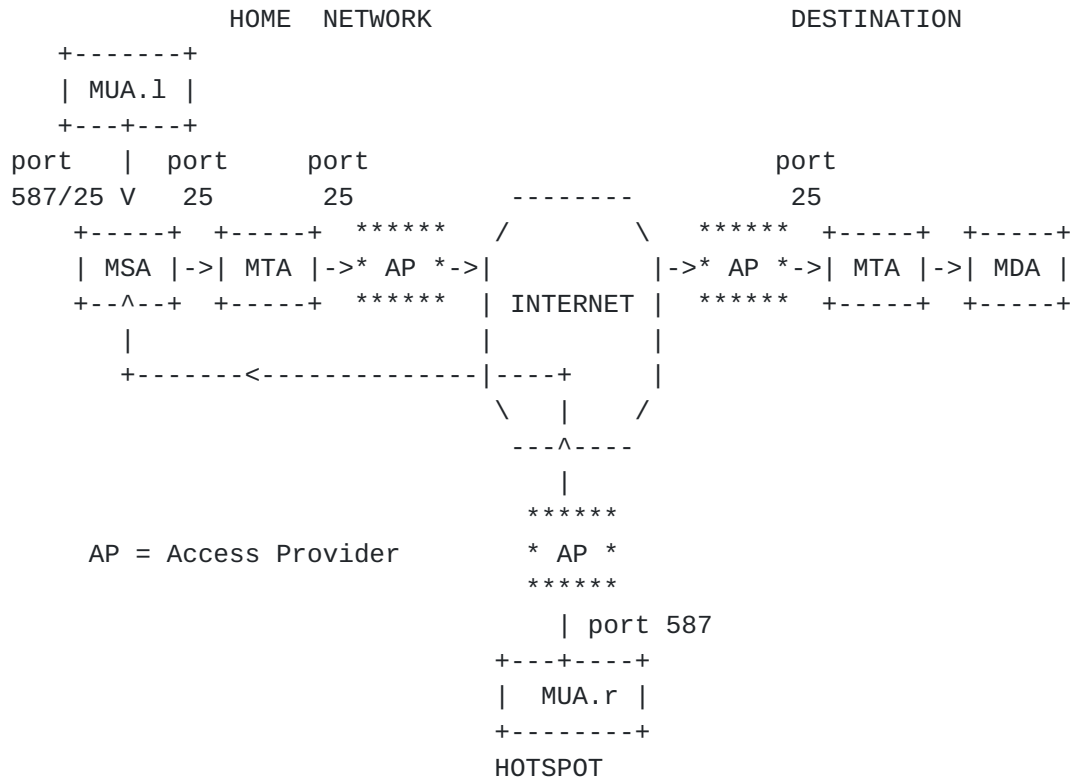 HOME NETWORK DESTINATION
+-------+
| MUA.l |
+---+---+
port | port port port
587/25 V 25 25 -------- 25
+-----+ +-----+ ****** / \ ****** +-----+ +-----+
| MSA |->| MTA |->* AP *->| |->* AP *->| MTA |->| MDA |
+--^--+ +-----+ ****** | INTERNET | ****** +-----+ +-----+
| | |
+-------<--------------|----+ |
\ | /
---^----
|
******
AP = Access Provider * AP *
******
| port 587
+---+----+
| MUA.r |
+--------+
HOTSPOT